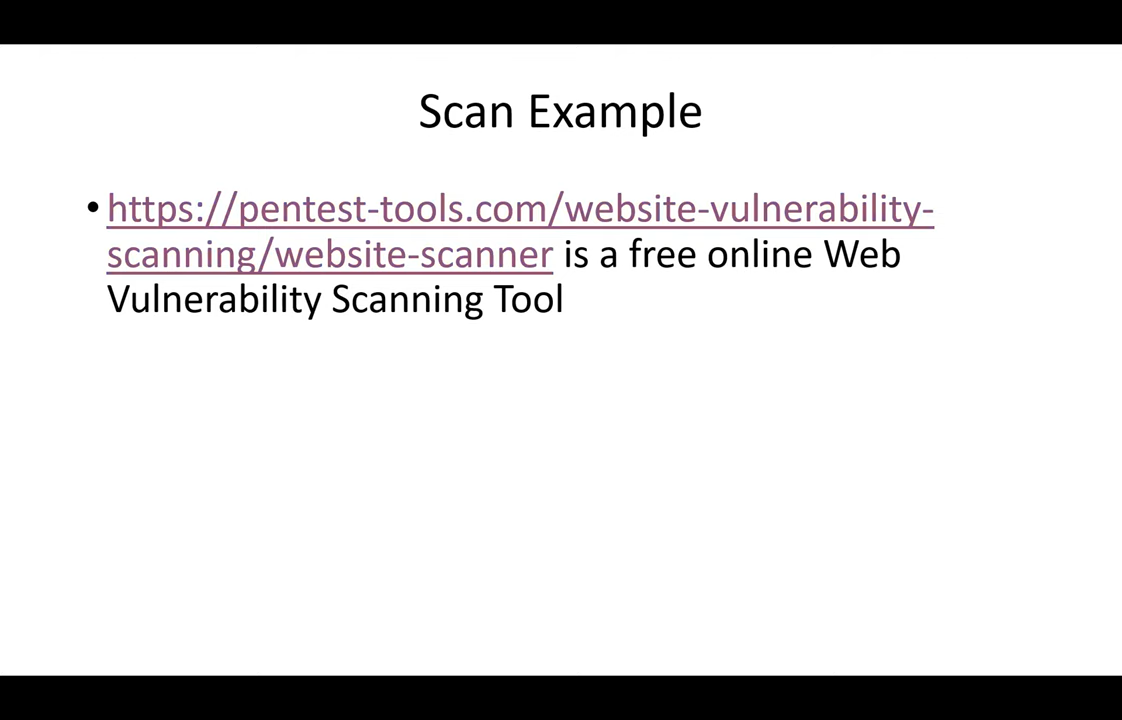 Scan Example
• https://pentest-tools.com/website-vulnerability-
scanning/website-scanner is a free online Web
Vulnerability Scanning Tool